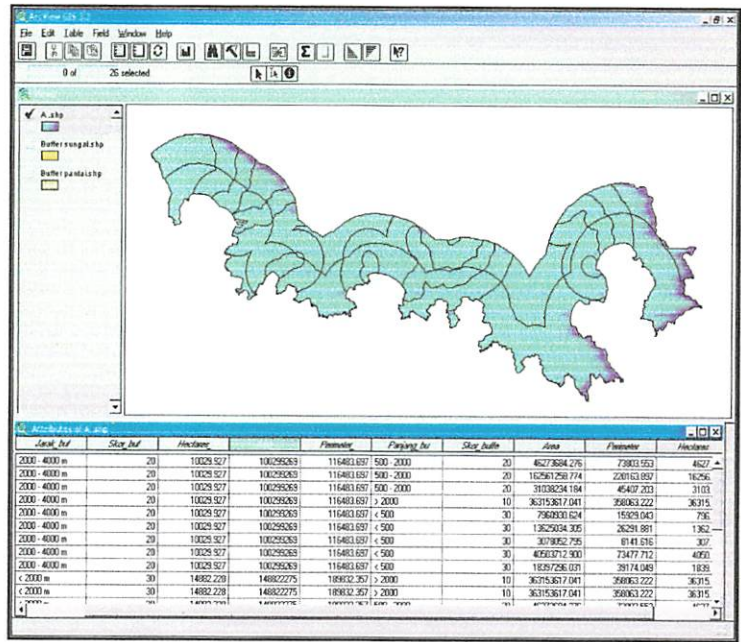 ArcView GIS 3.2
File Edit Table Field Window Help
0 of 26 selected
A.shp
Buffer sungai.shp
Buffer pantai.shp
Attributes of A.shp
Jarak_buf Skor_buf Hectares_ Perimeter_ Panjang_bu Skor_buffe Area Perimeter Hectares
2000 - 4000 m 20 10029.927 100299269 116483.697 500 - 2000 20 46273684.276 73803.553 4627.
2000 - 4000 m 20 10029.927 100299269 116483.697 500 - 2000 20 162561258.774 220163.897 16256.
2000 - 4000 m 20 10029.927 100299269 116483.697 500 - 2000 20 31038234.184 45407.203 3103.
2000 - 4000 m 20 10029.927 100299269 116483.697 > 2000 10 363153617.041 358063.222 36315.
2000 - 4000 m 20 10029.927 100299269 116483.697 < 500 30 7960930.624 15929.043 796.
2000 - 4000 m 20 10029.927 100299269 116483.697 < 500 30 13625034.305 26291.881 1362.
2000 - 4000 m 20 10029.927 100299269 116483.697 < 500 30 3078052.795 8141.616 307.
2000 - 4000 m 20 10029.927 100299269 116483.697 < 500 30 40503712.900 73477.712 4050.
2000 - 4000 m 20 10029.927 100299269 116483.697 < 500 30 18397296.031 39174.049 1839.
< 2000 m 30 14882.228 148822275 189832.357 > 2000 10 363153617.041 358063.222 36315.
< 2000 m 30 14882.228 148822275 189832.357 > 2000 10 363153617.041 358063.222 36315.